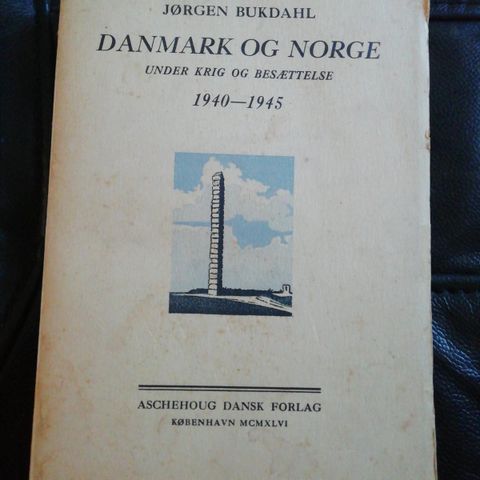 JØRGEN BUKDAHL
DANMARK OG NORGE
UNDER KRIG OG BESÆTTELSE
1940—1945
ASCHEHOUG DANSK FORLAG
KØBENHAVN MCMXLVI